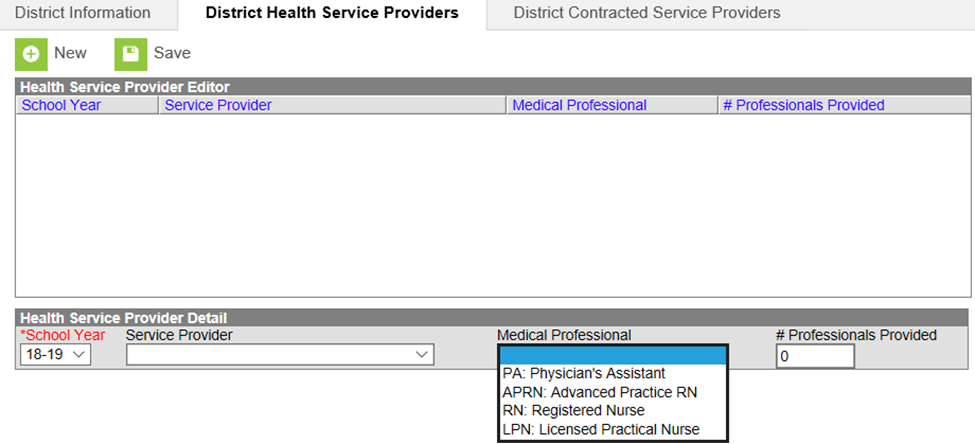 District Information District Health Service Providers District Contracted Service Providers
New Save
Health Service Provider Editor
School Year Service Provider Medical Professional # Professionals Provided
Health Service Provider Detail
*School Year Service Provider Medical Professional # Professionals Provided
18-19 0
PA: Physician's Assistant
APRN: Advanced Practice RN
RN: Registered Nurse
LPN: Licensed Practical Nurse